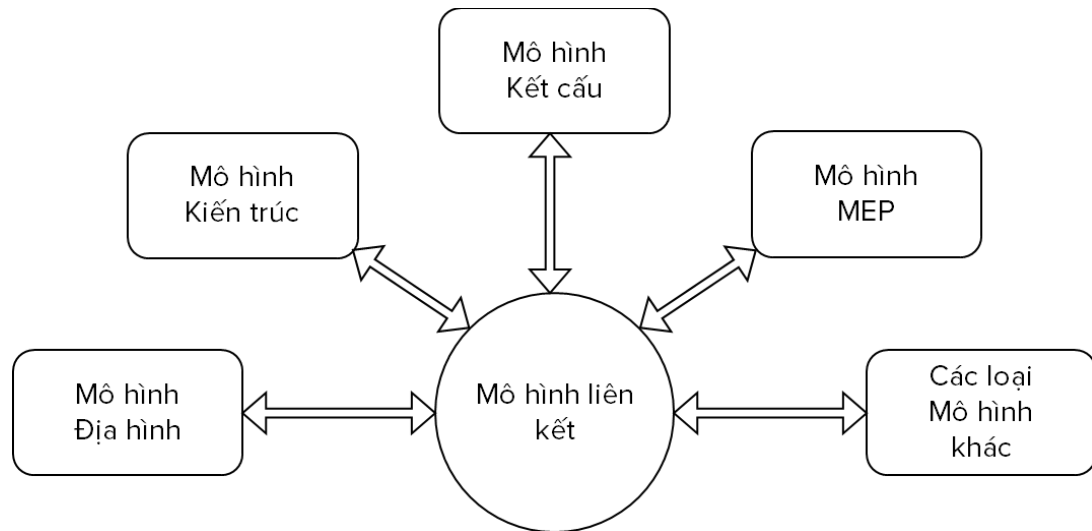 Mô hình
Kết cấu
Mô hình
Kiến trúc
Mô hình
MEP
Mô hình
Địa hình
Mô hình liên
kết
Các loại
Mô hình
khác